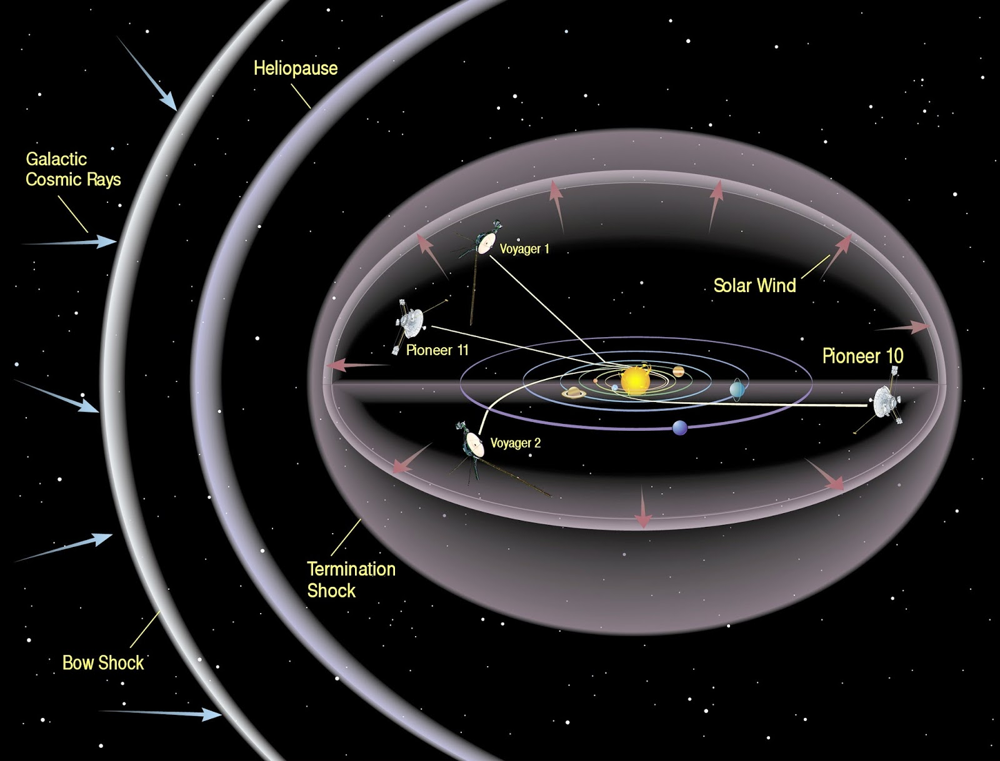 Heliopause
Galactic
Cosmic Rays
Voyager 1
Solar Wind
Pioneer 11
Pioneer 10
Voyager 2
Termination
Shock
Bow Shock